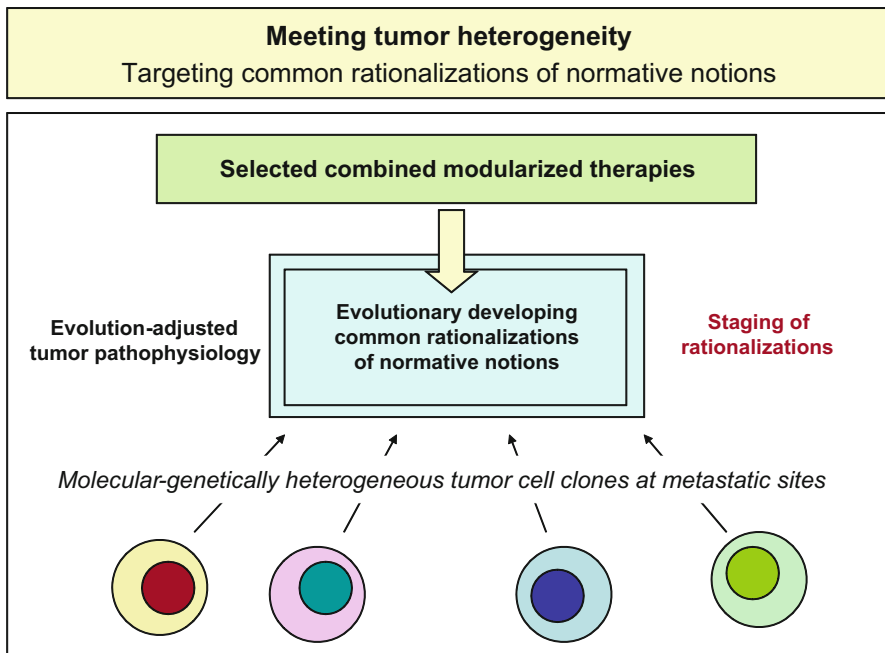 Meeting tumor heterogeneity
Targeting common rationalizations of normative notions
Selected combined modularized therapies
Evolution-adjusted
tumor pathophysiology
Evolutionary developing
common rationalizations
of normative notions
Staging of
rationalizations
Molecular-genetically heterogeneous tumor cell clones at metastatic sites